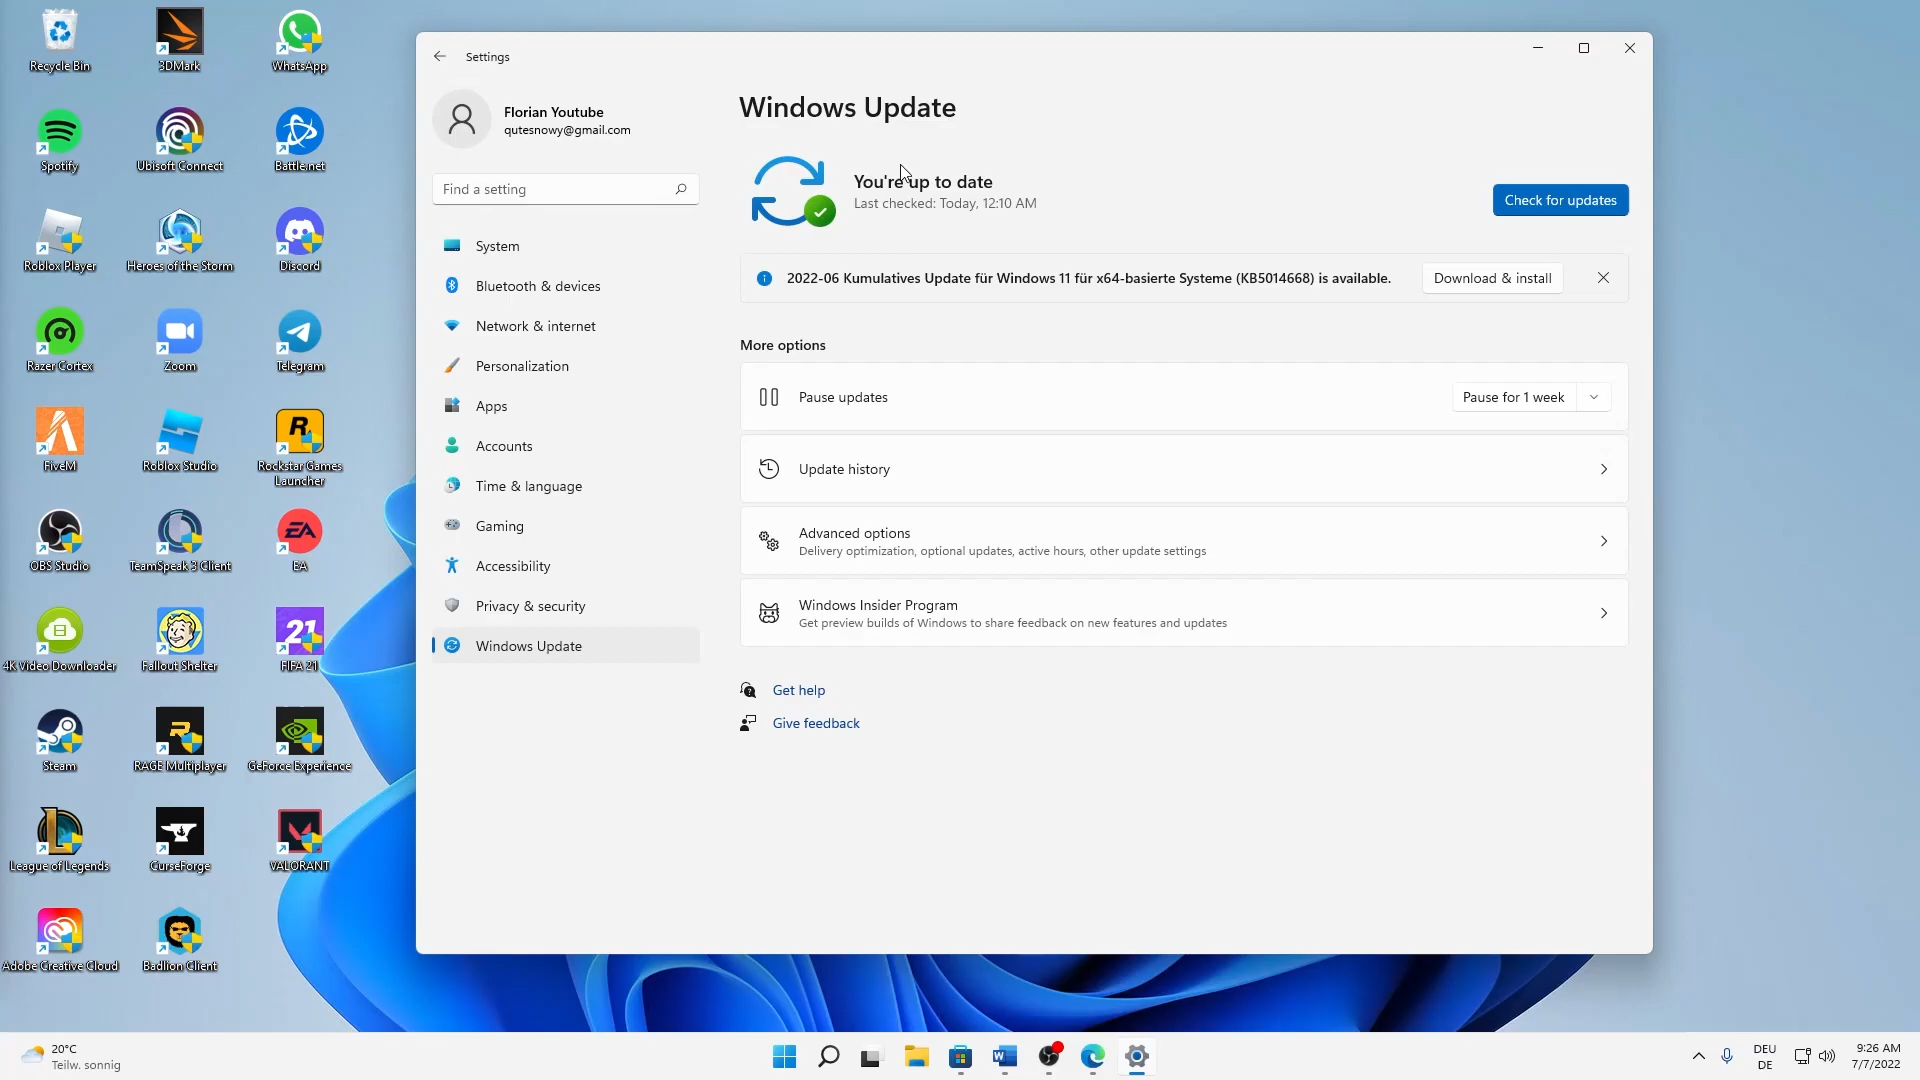 Recycle Bin
3DMark
WhatsApp
Spotify
Ubisoft Connect
Battle.net
Roblox Player
Heroes of the Storm
Discord
Razer Cortex
Zoom
Telegram
FiveM
Roblox Studio
Rockstar Games
Launcher
OBS Studio
TeamSpeak 3 Client
EA
4K Video Downloader
Fallout Shelter
FIFA 21
Steam
RAGE Multiplayer
GeForce Experience
League of Legends
CurseForge
VALORANT
Adobe Creative Cloud
Badlion Client
Settings
Florian Youtube
qutesnowy@gmail.com
Find a setting
System
Bluetooth & devices
Network & internet
Personalization
Apps
Accounts
Time & language
Gaming
Accessibility
Privacy & security
Windows Update
Windows Update
You're up to date
Last checked: Today, 12:10 AM
Check for updates
2022-06 Kumulatives Update für Windows 11 für x64-basierte Systeme (KB5014668) is available.
Download & install
More options
Pause updates
Pause for 1 week
Update history
Advanced options
Delivery optimization, optional updates, active hours, other update settings
Windows Insider Program
Get preview builds of Windows to share feedback on new features and updates
Get help
Give feedback
20°C
Teilw. sonnig
DEU
DE
9:26 AM
7/7/2022